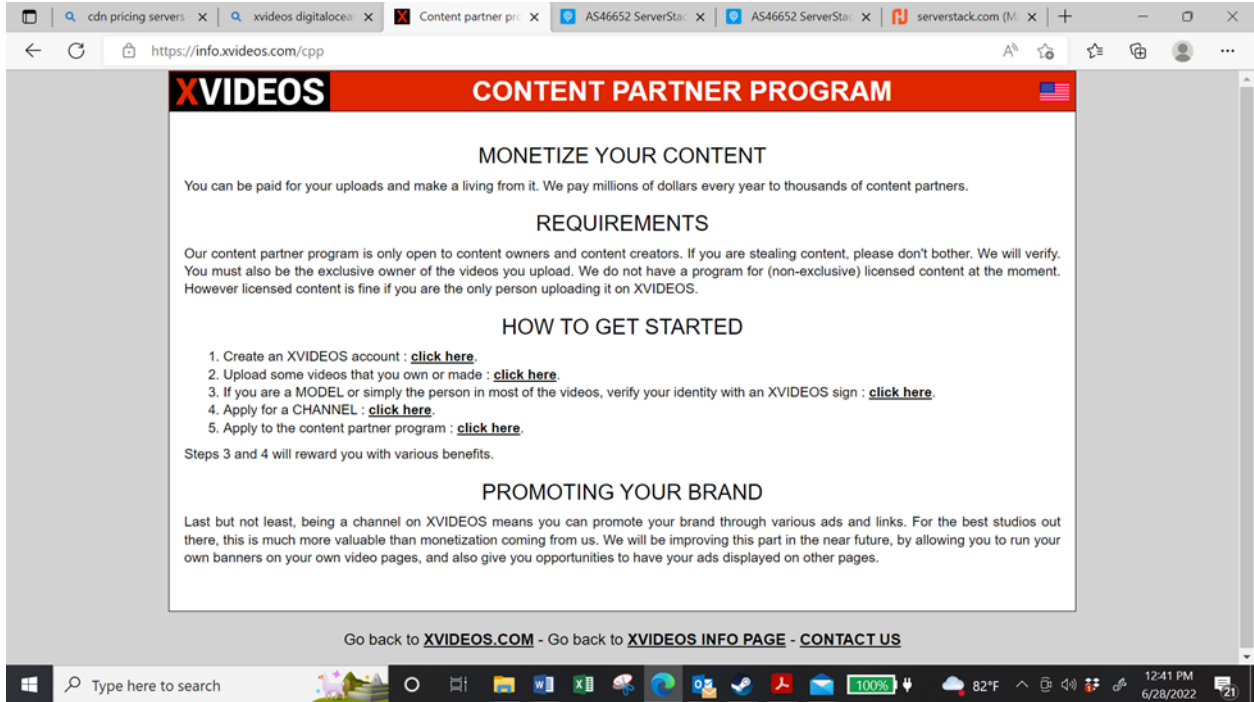 cdn pricing servers
xvideos digitalocear
Content partner pro
AS46652 ServerStac
AS46652 ServerStac
serverstack.com (M
https://info.xvideos.com/cpp
XVIDEOS
CONTENT PARTNER PROGRAM
MONETIZE YOUR CONTENT
You can be paid for your uploads and make a living from it. We pay millions of dollars every year to thousands of content partners.
REQUIREMENTS
Our content partner program is only open to content owners and content creators. If you are stealing content, please don't bother. We will verify.
You must also be the exclusive owner of the videos you upload. We do not have a program for (non-exclusive) licensed content at the moment.
However licensed content is fine if you are the only person uploading it on XVIDEOS.
HOW TO GET STARTED
1. Create an XVIDEOS account : click here.
2. Upload some videos that you own or made : click here.
3. If you are a MODEL or simply the person in most of the videos, verify your identity with an XVIDEOS sign : click here.
4. Apply for a CHANNEL : click here.
5. Apply to the content partner program : click here.
Steps 3 and 4 will reward you with various benefits.
PROMOTING YOUR BRAND
Last but not least, being a channel on XVIDEOS means you can promote your brand through various ads and links. For the best studios out
there, this is much more valuable than monetization coming from us. We will be improving this part in the near future, by allowing you to run your
own banners on your own video pages, and also give you opportunities to have your ads displayed on other pages.
Go back to XVIDEOS.COM - Go back to XVIDEOS INFO PAGE - CONTACT US
Type here to search
100%
82°F
12:41 PM
6/28/2022
21